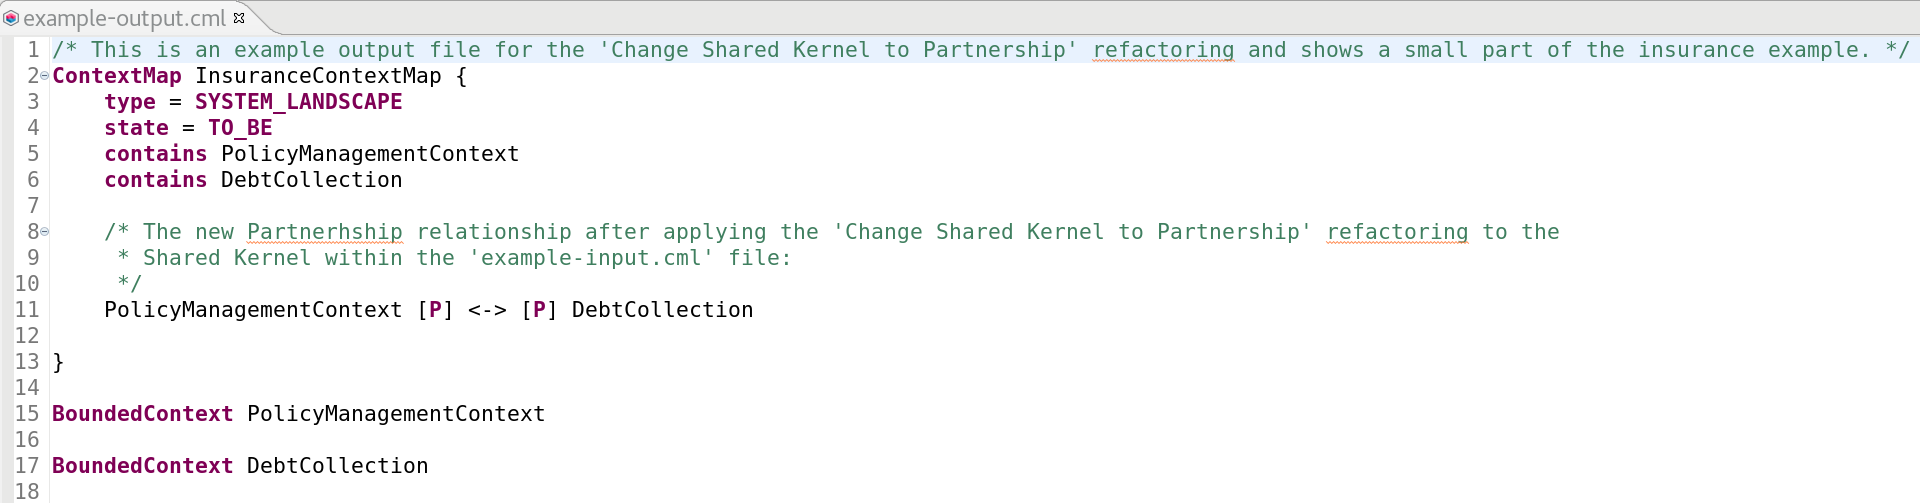 example-output.cml
1 /* This is an example output file for the 'Change Shared Kernel to Partnership' refactoring and shows a small part of the insurance example. */
2 ContextMap InsuranceContextMap {
3     type = SYSTEM_LANDSCAPE
4     state = TO_BE
5     contains PolicyManagementContext
6     contains DebtCollection
7
8     /* The new Partnerhship relationship after applying the 'Change Shared Kernel to Partnership' refactoring to the
9      * Shared Kernel within the 'example-input.cml' file:
10      */
11     PolicyManagementContext [P] <-> [P] DebtCollection
12
13 }
14
15 BoundedContext PolicyManagementContext
16
17 BoundedContext DebtCollection
18